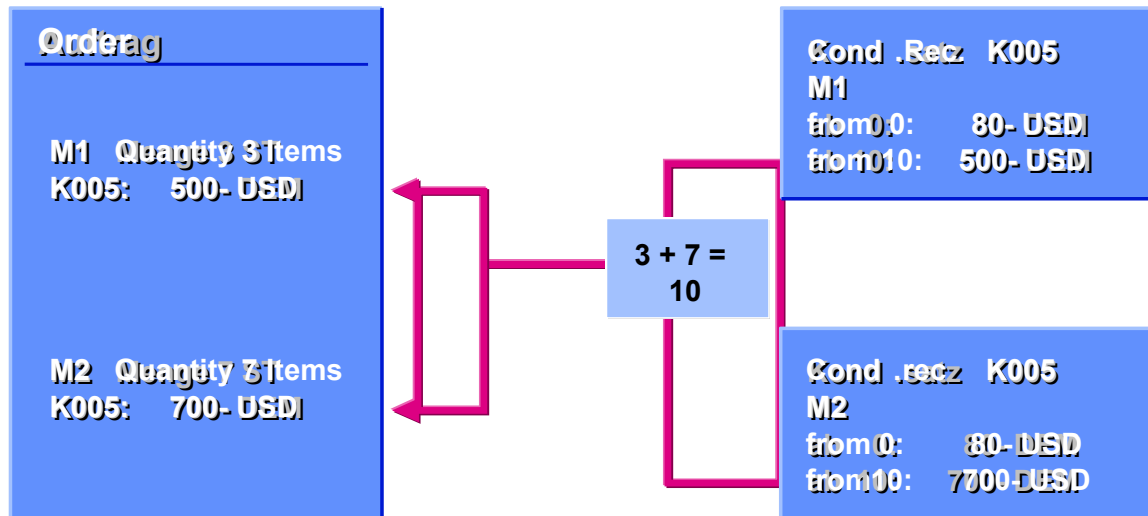 Order
M1 Quantity 3 Items
K005: 500- USD
M2 Quantity 7 Items
K005: 700- USD
3 + 7 =
10
Cond .Rec. K005
M1
from 0: 80- USD
from 10: 500- USD
Cond .rec. K005
M2
from 0: 80- USD
from10: 700- USD